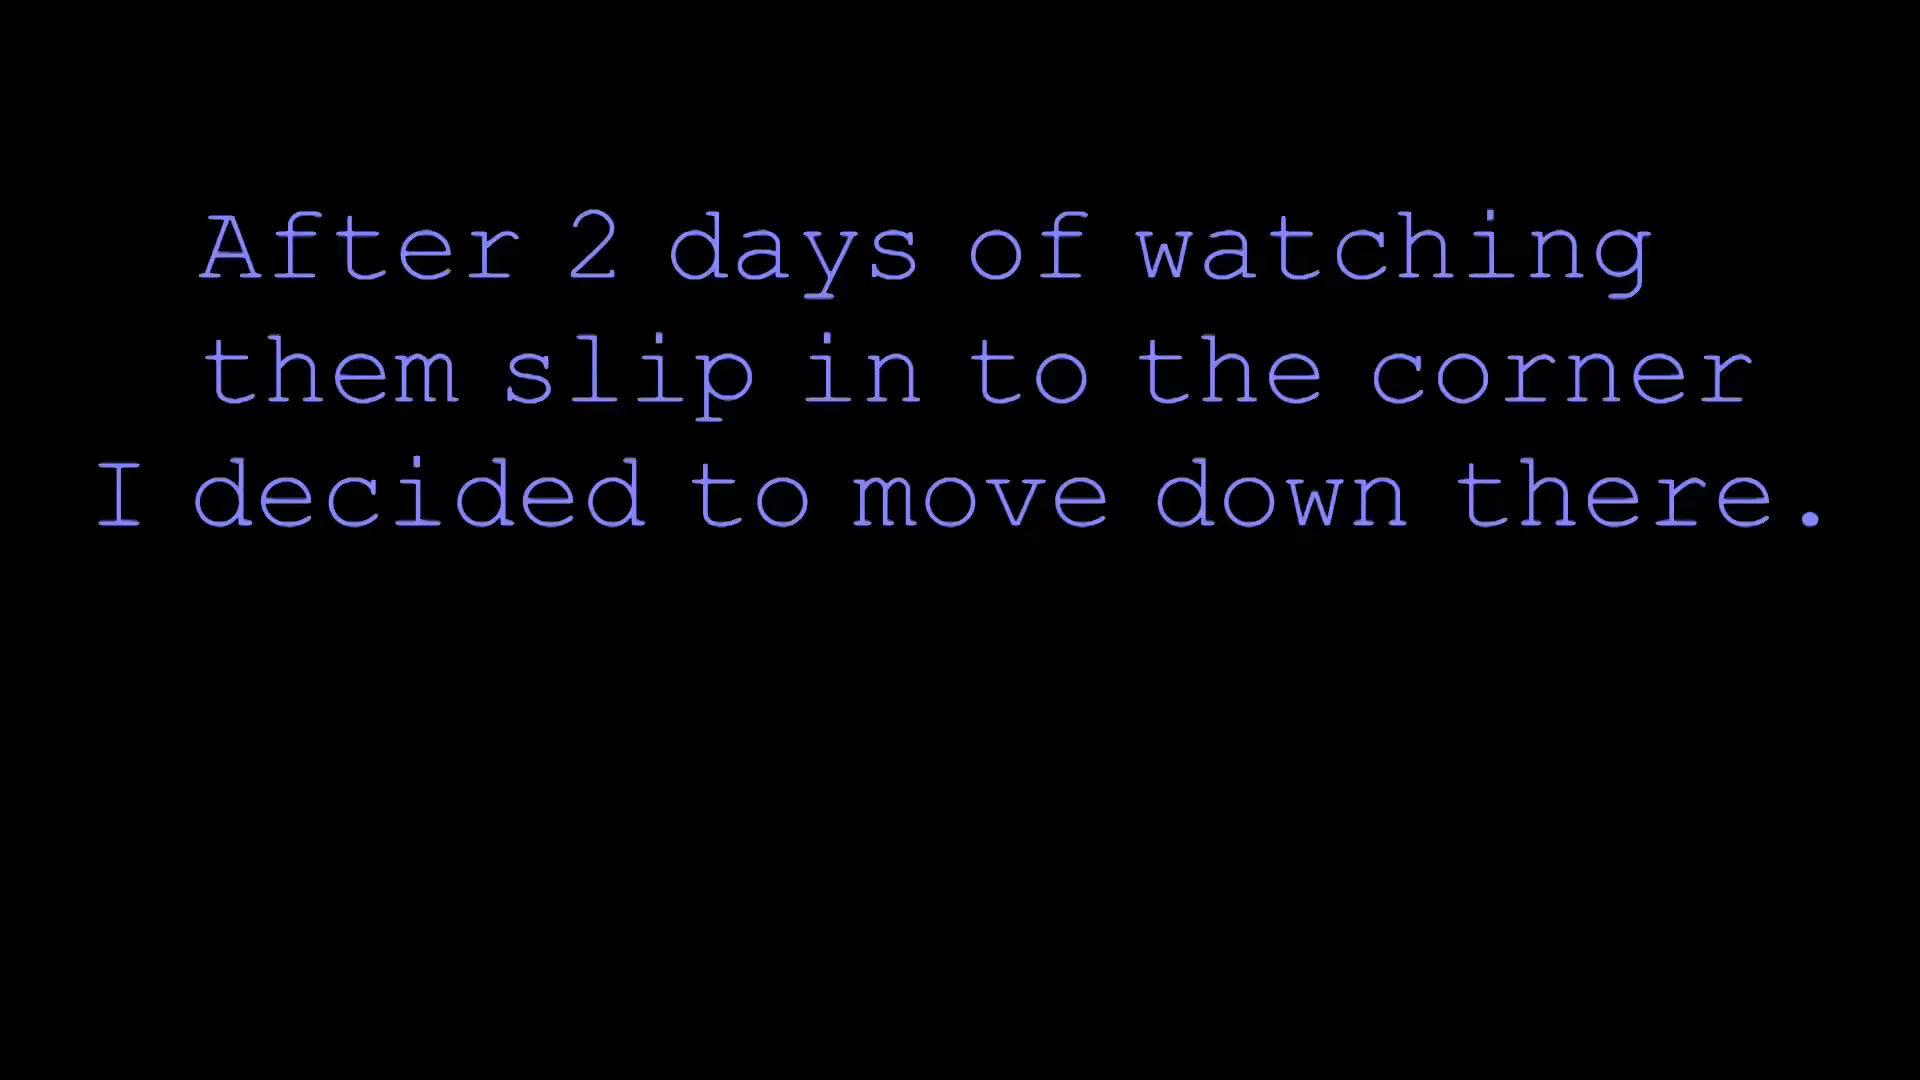 After 2 days of watching
them slip in to the corner
I decided to move down there.